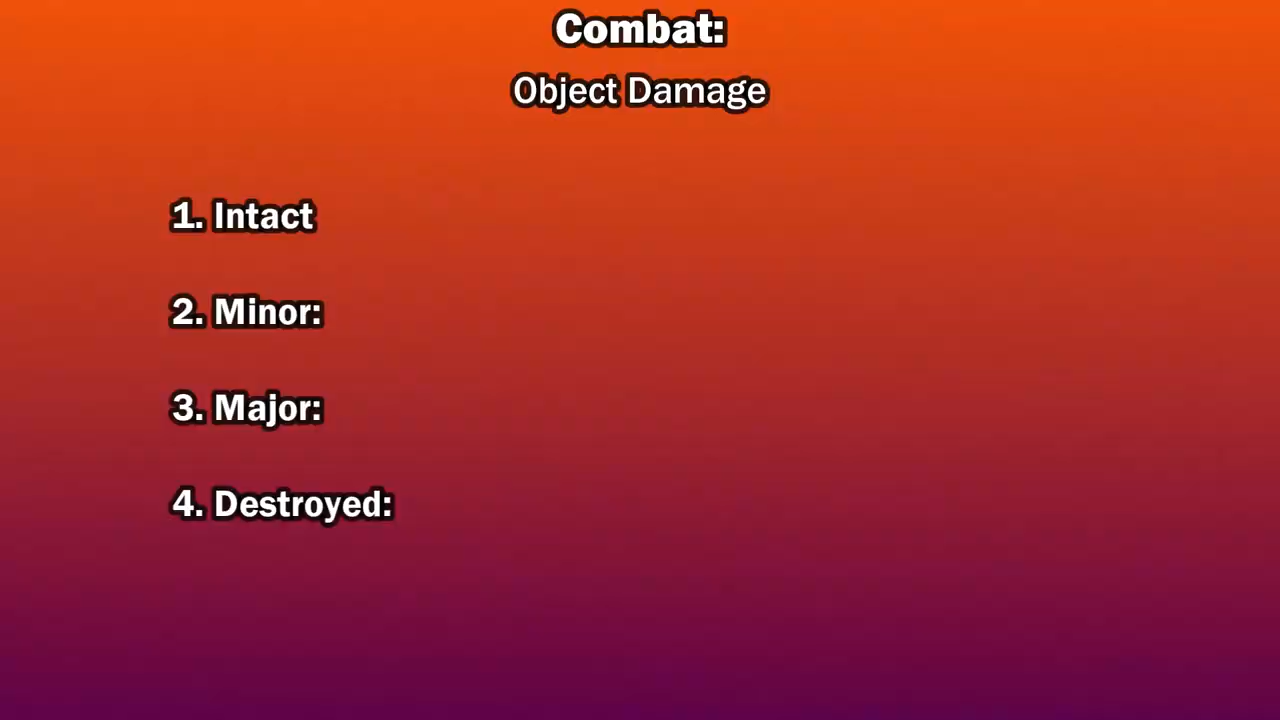 Combat:
Object Damage
1. Intact
2. Minor:
3. Major:
4. Destroyed: